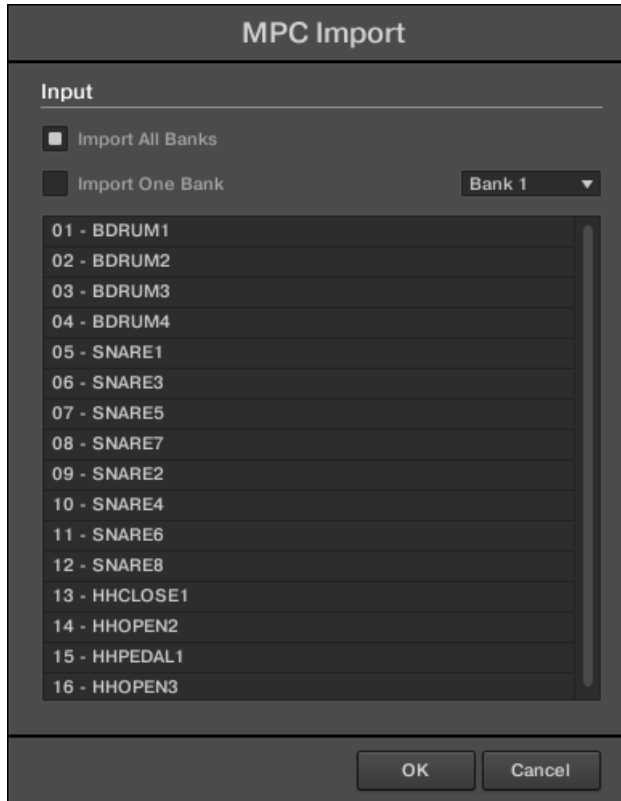 MPC Import
Input
Import All Banks
Import One Bank Bank 1
01 - BDRUM1
02 - BDRUM2
03 - BDRUM3
04 - BDRUM4
05 - SNARE1
06 - SNARE3
07 - SNARE5
08 - SNARE7
09 - SNARE2
10 - SNARE4
11 - SNARE6
12 - SNARE8
13 - HHCLOSE1
14 - HHOPEN2
15 - HHPEDAL1
16 - HHOPEN3
OK Cancel